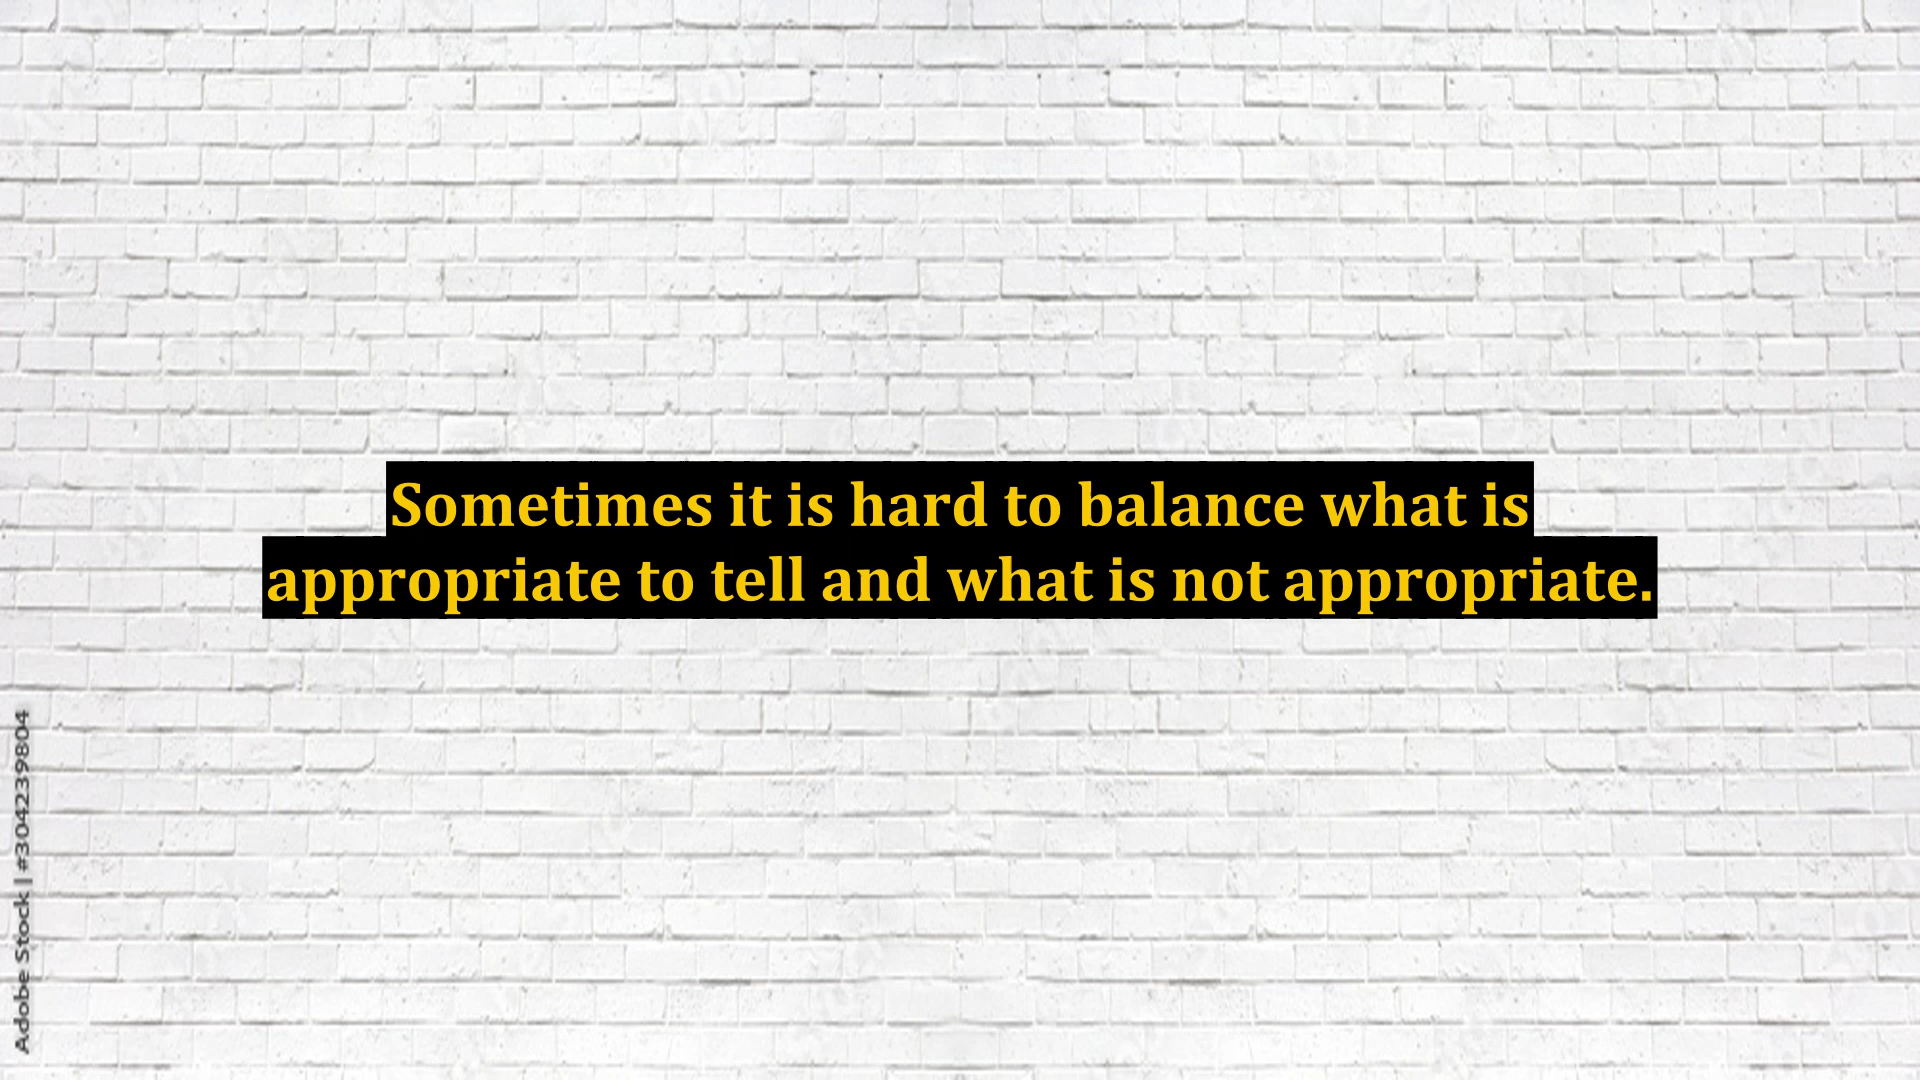 Sometimes it is hard to balance what is
appropriate to tell and what is not appropriate.
Adobe Stock | #304239804